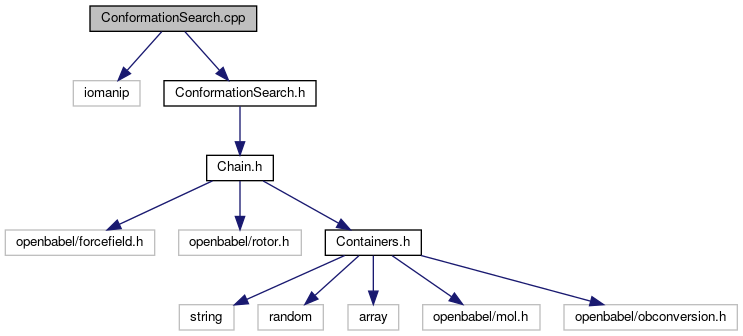 ConformationSearch.cpp
iomanip
ConformationSearch.h
Chain.h
openbabel/forcefield.h
openbabel/rotor.h
Containers.h
string
random
array
openbabel/mol.h
openbabel/obconversion.h